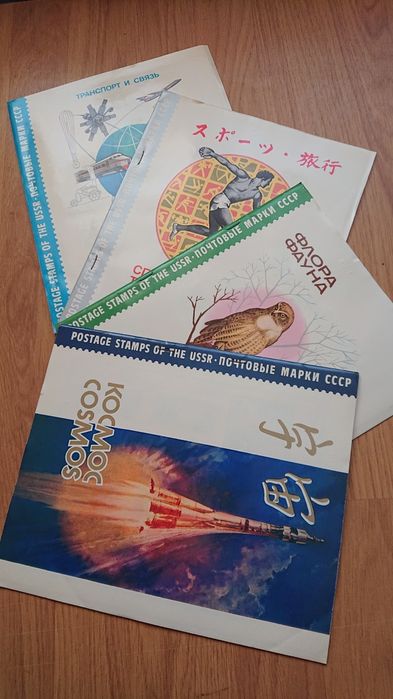 ТРАНСПОРТ И СВЯЗЬ
POSTAGE STAMPS OF THE USSR·ПОЧТОВЫЕ МАРКИ СССР
スポーツ・旅行
ФЛОРА
ФАУНА
POSTAGE STAMPS OF THE USSR·ПОЧТОВЫЕ МАРКИ СССР
POSTAGE STAMPS OF THE USSR·ПОЧТОВЫЕ МАРКИ СССР
КОСМОС
COSMOS
宇宙